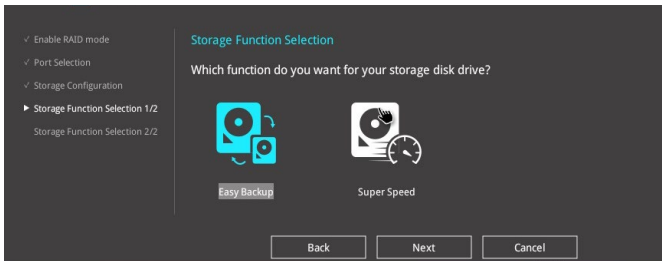 ✓ Enable RAID mode
✓ Port Selection
✓ Storage Configuration
▶ Storage Function Selection 1/2
Storage Function Selection 2/2
Storage Function Selection
Which function do you want for your storage disk drive?
Easy Backup
Super Speed
Back
Next
Cancel